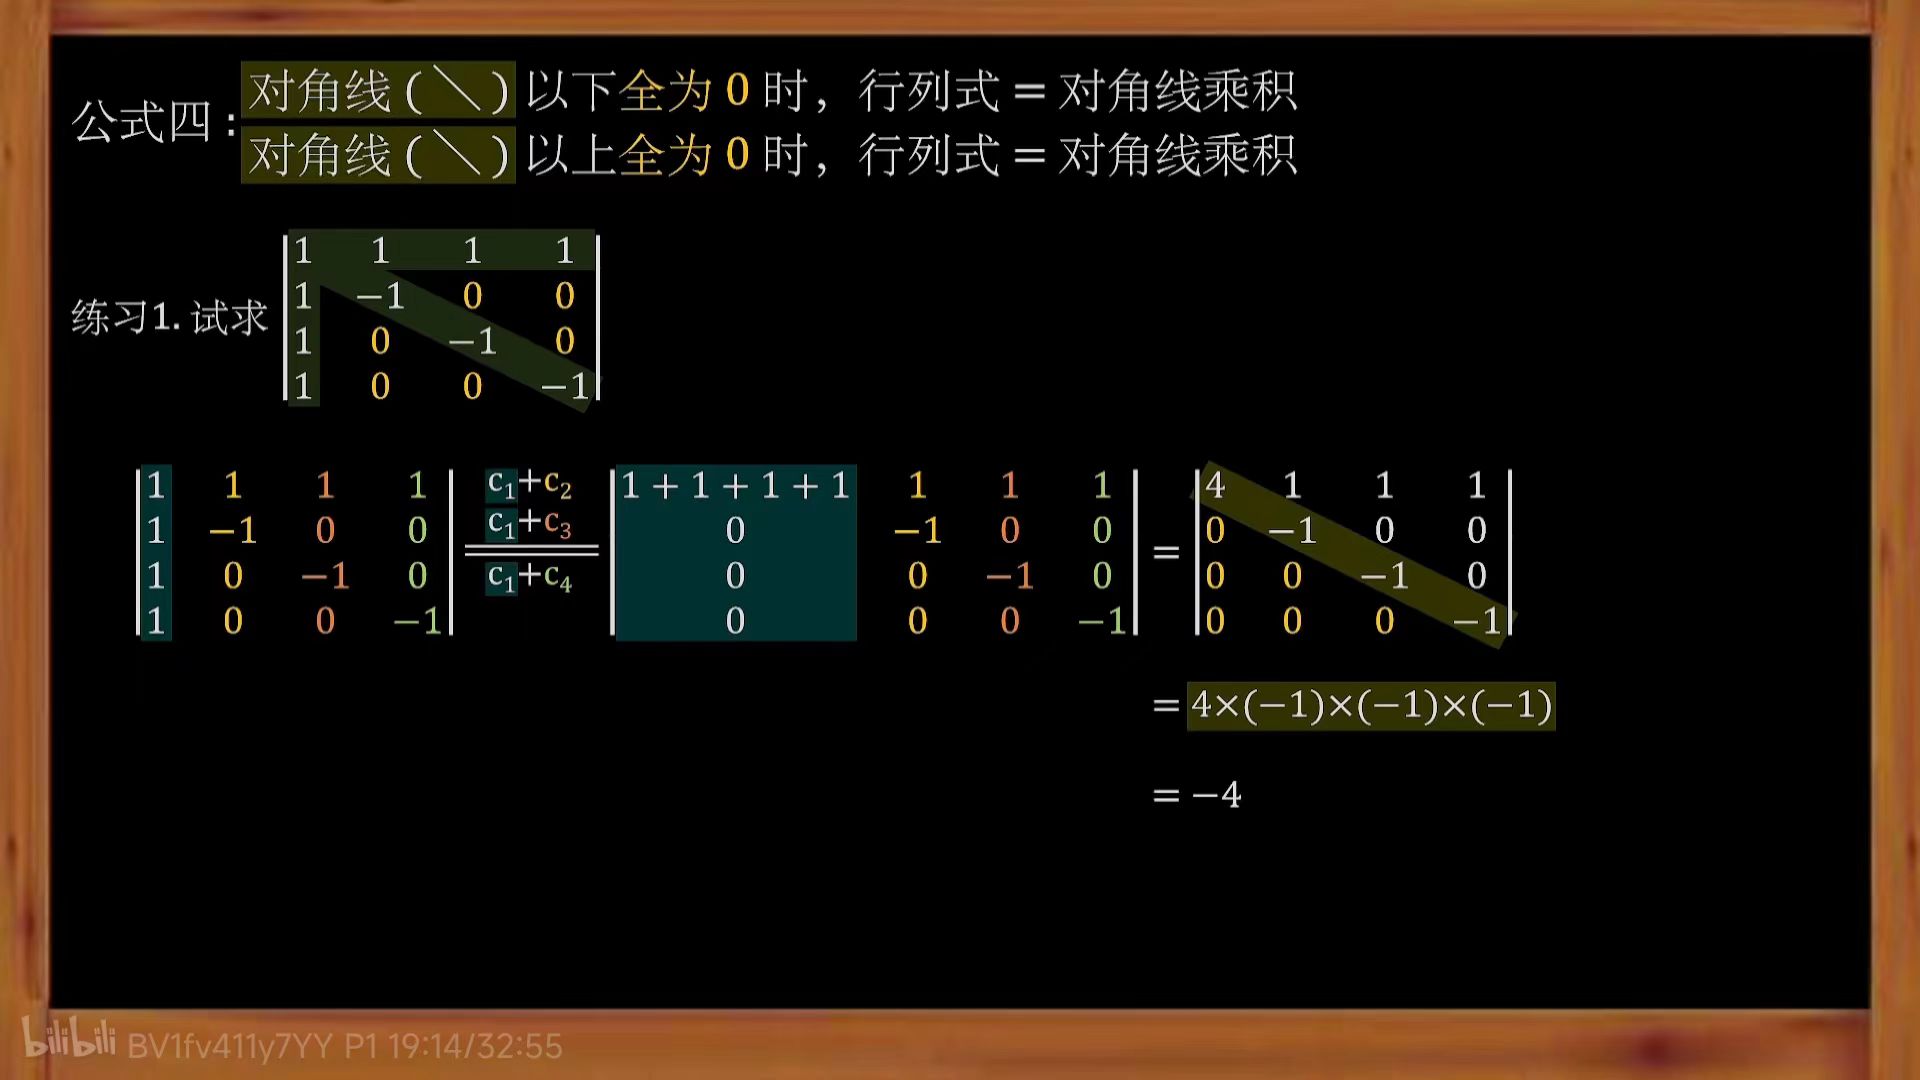 公式四：
对角线(╲)以下全为 0 时，行列式 = 对角线乘积
对角线(╲)以上全为 0 时，行列式 = 对角线乘积
练习1. 试求
1 1 1 1
1 −1 0 0
1 0 −1 0
1 0 0 −1
1 1 1 1
1 −1 0 0
1 0 −1 0
1 0 0 −1
c₁+c₂
c₁+c₃
c₁+c₄
1 + 1 + 1 + 1 1 1 1
0 −1 0 0
0 0 −1 0
0 0 0 −1
=
4 1 1 1
0 −1 0 0
0 0 −1 0
0 0 0 −1
= 4×(−1)×(−1)×(−1)
= −4
bilibili BV1fv411y7YY P1 19:14/32:55